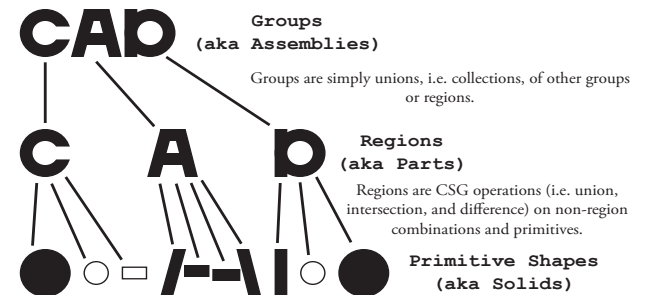 CAD
Groups
(aka Assemblies)
Groups are simply unions, i.e. collections, of other groups
or regions.
C A D
Regions
(aka Parts)
Regions are CSG operations (i.e. union,
intersection, and difference) on non-region
combinations and primitives.
Primitive Shapes
(aka Solids)